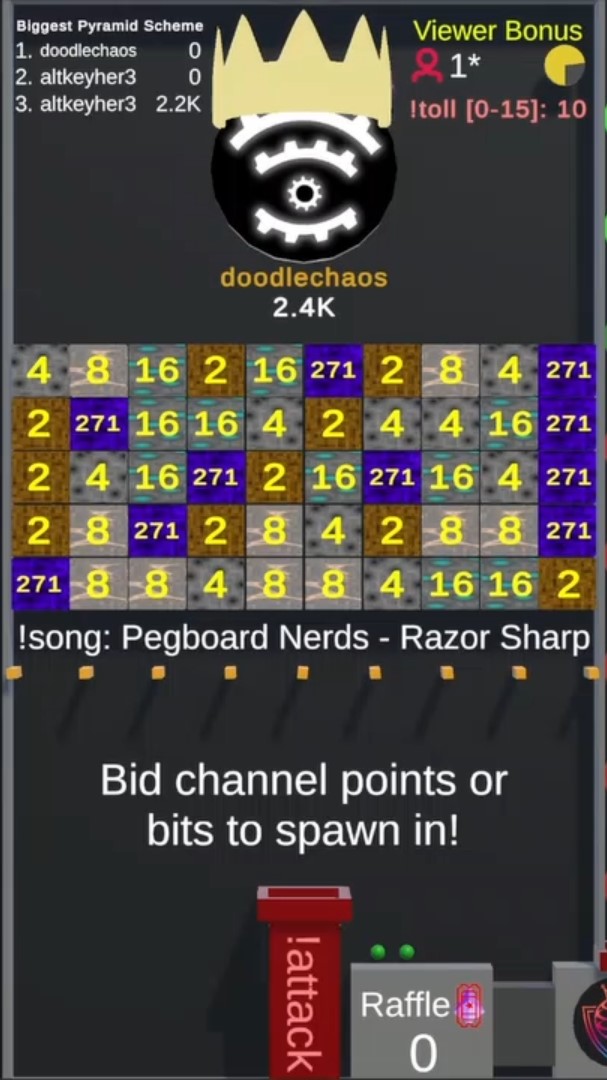 Biggest Pyramid Scheme
1. doodlechaos 0
2. altkeyher3 0
3. altkeyher3 2.2K
Viewer Bonus
1*
!toll [0-15]: 10
doodlechaos
2.4K
4 8 16 2 16 271 2 8 4 271
2 271 16 16 4 2 4 4 16 271
2 4 16 271 2 16 271 16 4 271
2 8 271 2 8 4 2 8 8 271
271 8 8 4 8 8 4 16 16 2
!song: Pegboard Nerds - Razor Sharp
Bid channel points or
bits to spawn in!
!attack
Raffle
0